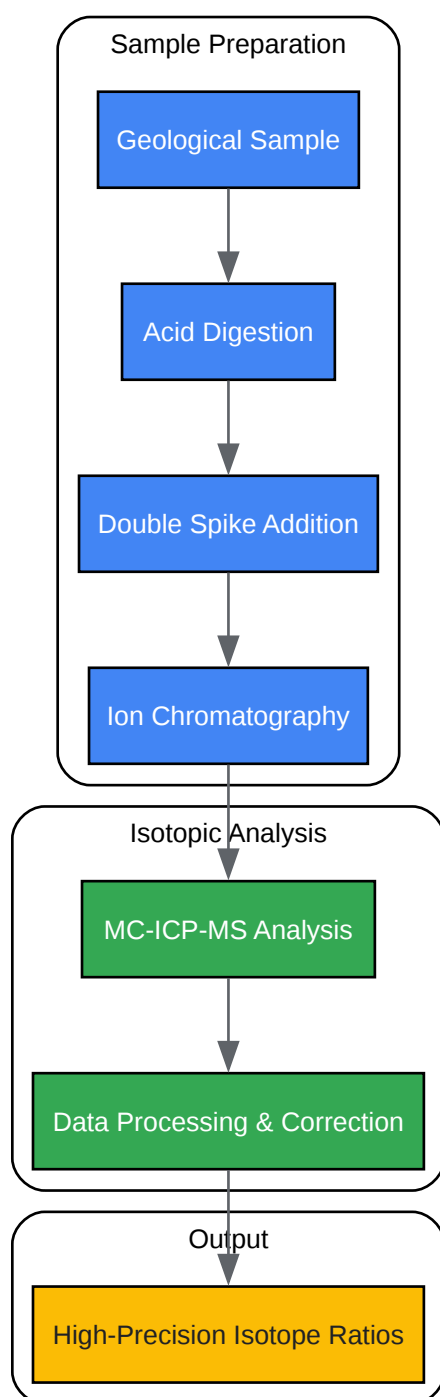 Sample Preparation
Geological Sample
Acid Digestion
Double Spike Addition
Ion Chromatography
Isotopic Analysis
MC-ICP-MS Analysis
Data Processing & Correction
Output
High-Precision Isotope Ratios